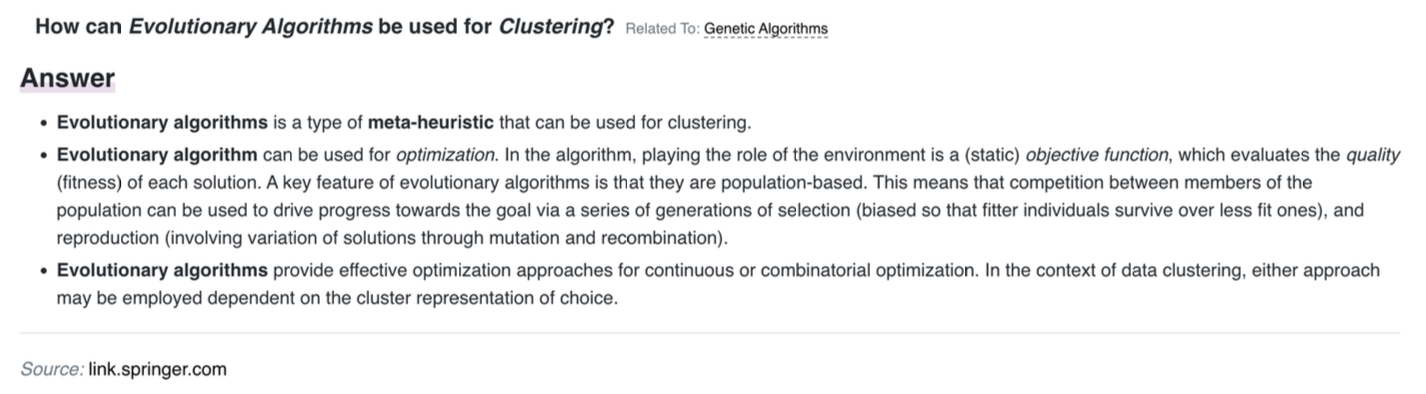 How can Evolutionary Algorithms be used for Clustering? Related To: Genetic Algorithms
Answer
• Evolutionary algorithms is a type of meta-heuristic that can be used for clustering.
• Evolutionary algorithm can be used for optimization. In the algorithm, playing the role of the environment is a (static) objective function, which evaluates the quality
(fitness) of each solution. A key feature of evolutionary algorithms is that they are population-based. This means that competition between members of the
population can be used to drive progress towards the goal via a series of generations of selection (biased so that fitter individuals survive over less fit ones), and
reproduction (involving variation of solutions through mutation and recombination).
• Evolutionary algorithms provide effective optimization approaches for continuous or combinatorial optimization. In the context of data clustering, either approach
may be employed dependent on the cluster representation of choice.
Source: link.springer.com